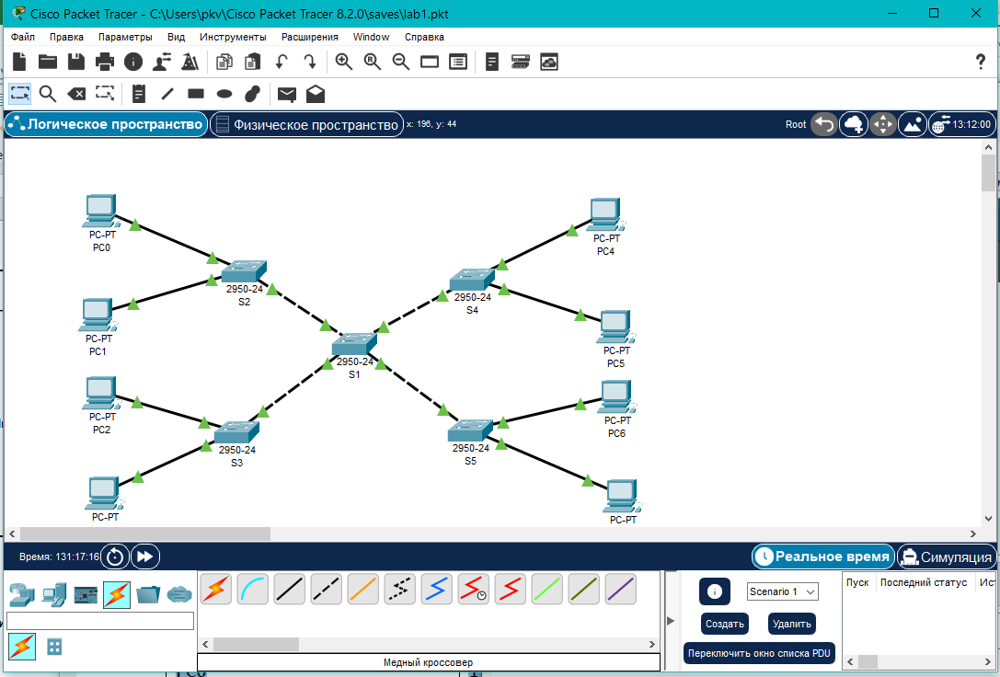 Cisco Packet Tracer - C:\Users\pkv\Cisco Packet Tracer 8.2.0\saves\lab1.pkt
Файл Правка Параметры Вид Инструменты Расширения Window Справка
Логическое пространство Физическое пространство x: 196, y: 44 Root 13:12:00
PC-PT
PC0
PC-PT
PC4
2950-24
S2
2950-24
S4
PC-PT
PC1
PC-PT
PC5
2950-24
S1
PC-PT
PC2
PC-PT
PC6
2950-24
S3
2950-24
S5
PC-PT
PC-PT
Время: 131:17:16 Реальное время Симуляция
Scenario 1
Создать Удалить
Переключить окно списка PDU
Пуск Последний статус Ист
Медный кроссовер